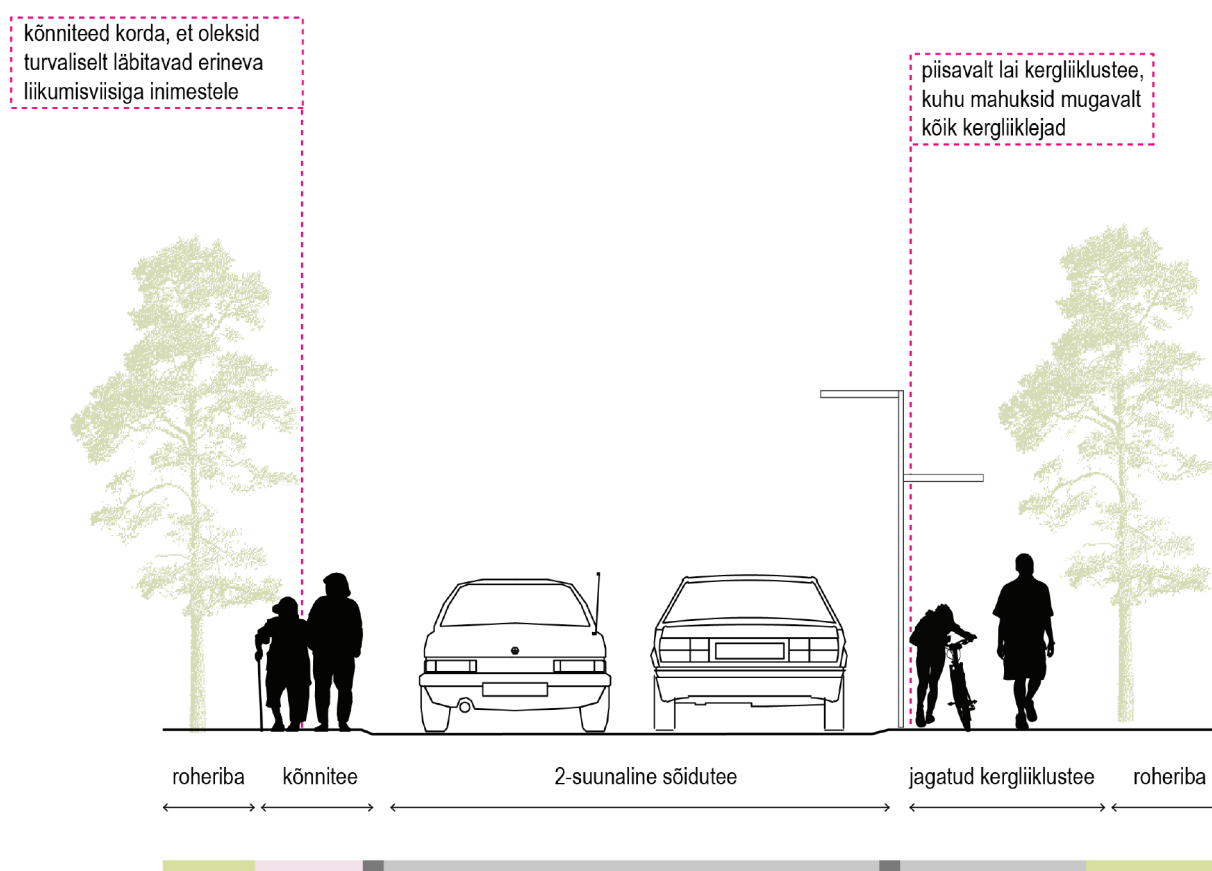 kõnniteed korda, et oleksid
turvaliselt läbitavad erineva
liikumisviisiga inimestele
piisavalt lai kergliiklustee,
kuhu mahuksid mugavalt
kõik kergliiklejad
roheriba
kõnnitee
2-suunaline sõidutee
jagatud kergliiklustee
roheriba